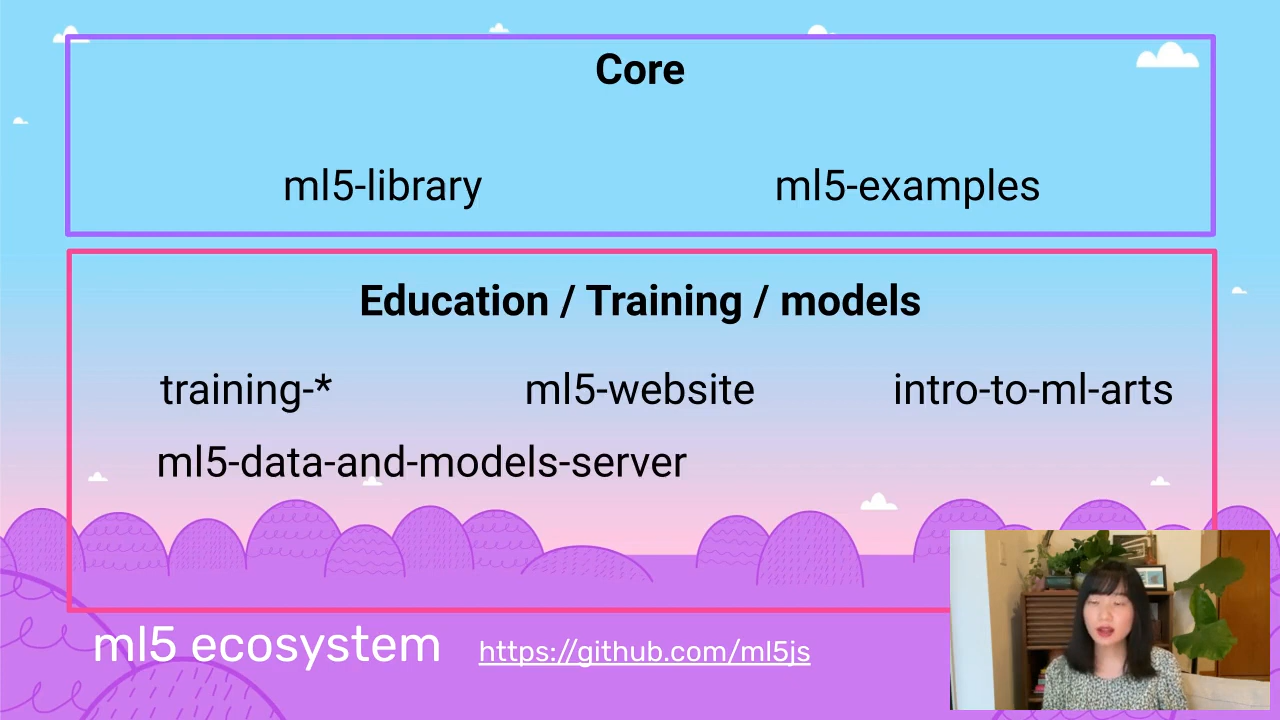 Core
ml5-library ml5-examples
Education / Training / models
training-* ml5-website intro-to-ml-arts
ml5-data-and-models-server
ml5 ecosystem https://github.com/ml5js